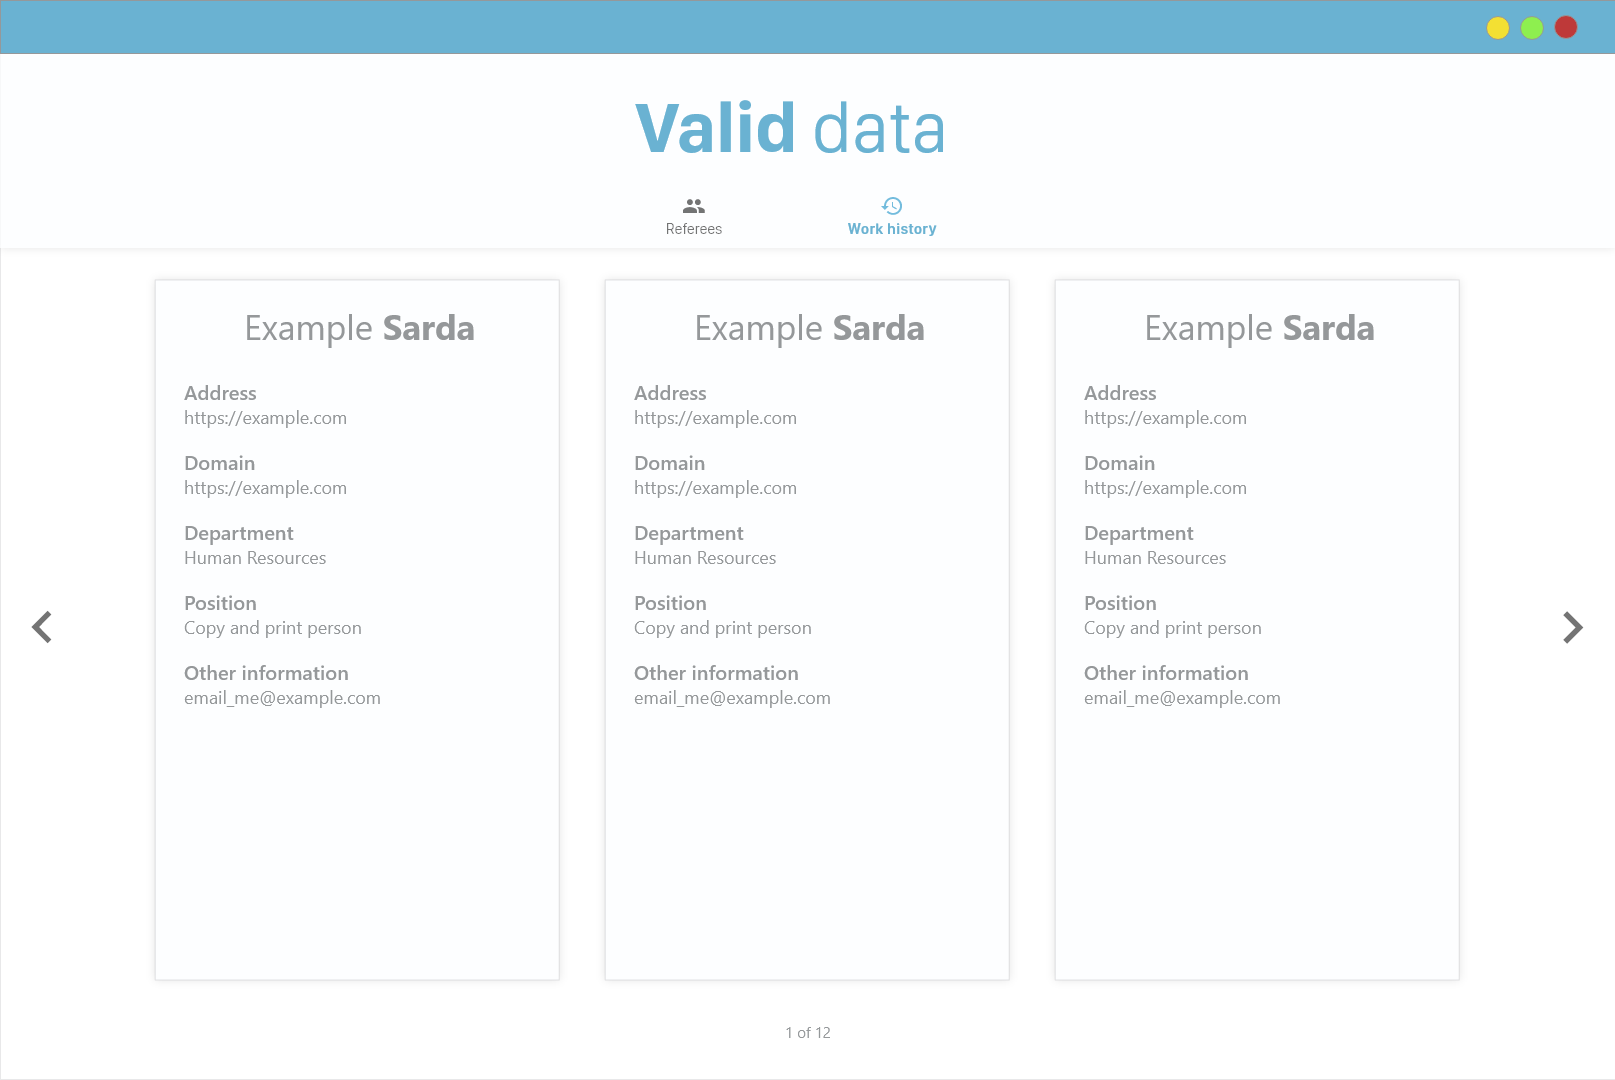 Valid data
Referees
Work history
Example Sarda
Address
https://example.com
Domain
https://example.com
Department
Human Resources
Position
Copy and print person
Other information
email_me@example.com
Example Sarda
Address
https://example.com
Domain
https://example.com
Department
Human Resources
Position
Copy and print person
Other information
email_me@example.com
Example Sarda
Address
https://example.com
Domain
https://example.com
Department
Human Resources
Position
Copy and print person
Other information
email_me@example.com
1 of 12